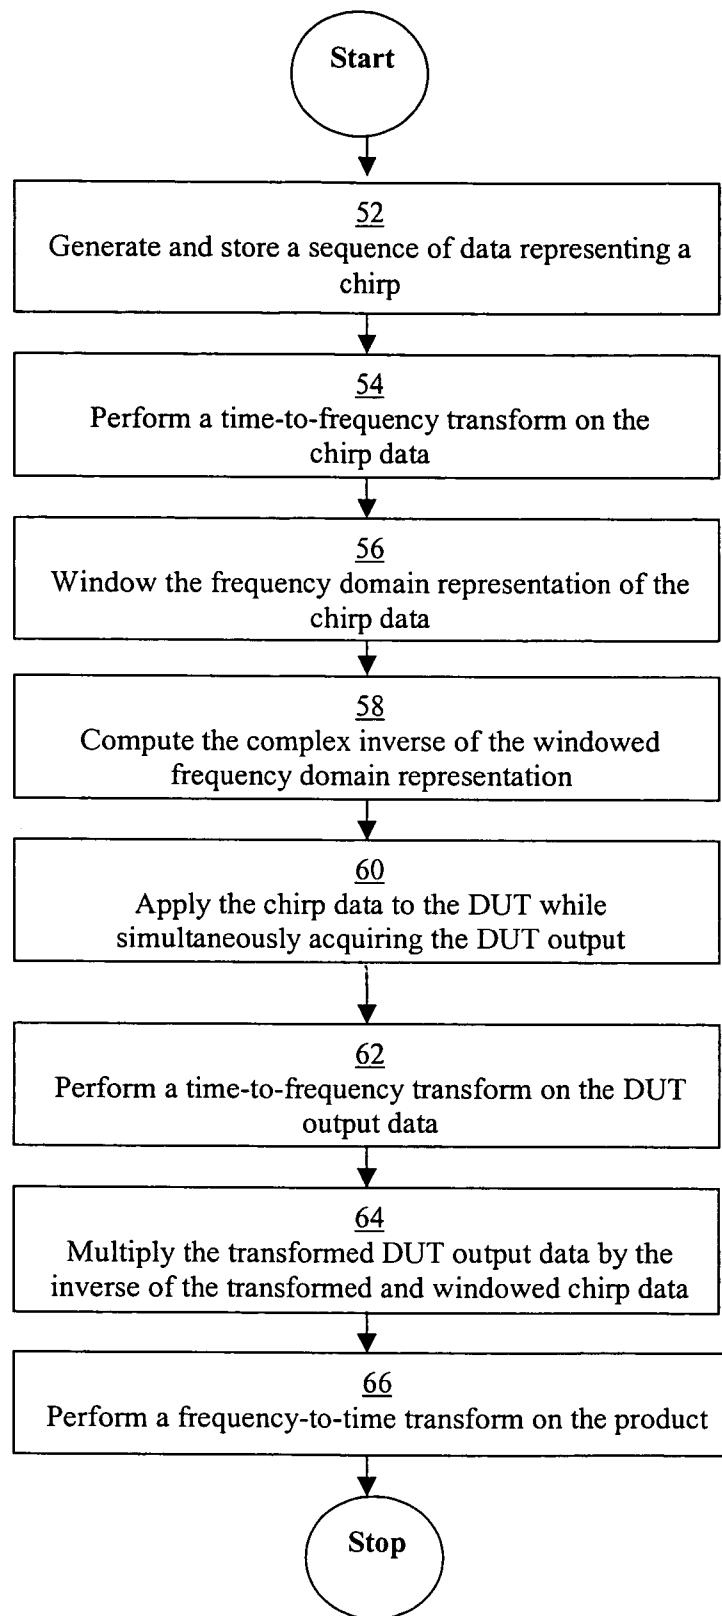 Start
52
Generate and store a sequence of data representing a
chirp
54
Perform a time-to-frequency transform on the
chirp data
56
Window the frequency domain representation of the
chirp data
58
Compute the complex inverse of the windowed
frequency domain representation
60
Apply the chirp data to the DUT while
simultaneously acquiring the DUT output
62
Perform a time-to-frequency transform on the DUT
output data
64
Multiply the transformed DUT output data by the
inverse of the transformed and windowed chirp data
66
Perform a frequency-to-time transform on the product
Stop